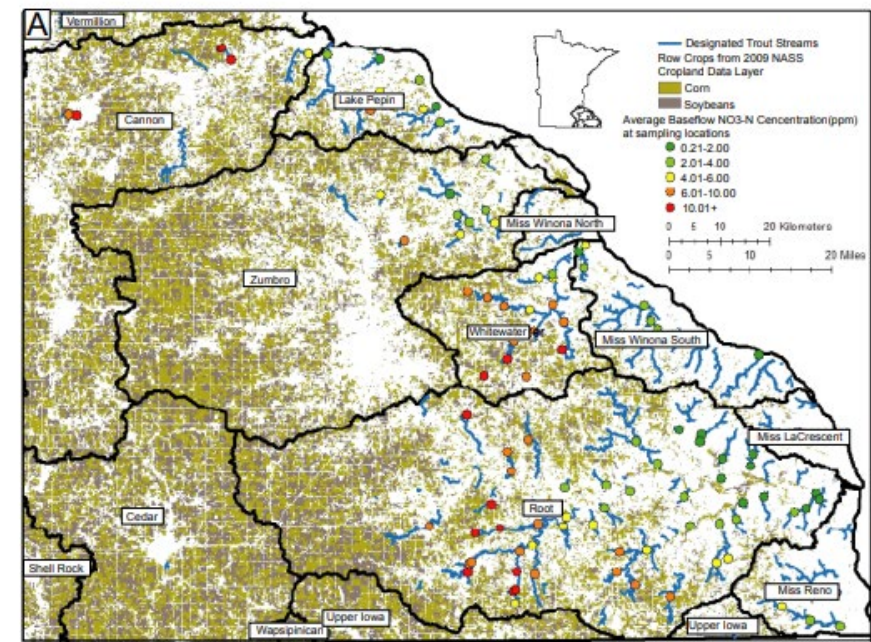 A
Vermillion
Designated Trout Streams
Row Crops from 2009 NASS
Cropland Data Layer
Corn
Soybeans
Average Baseflow NO3-N Cencentration(ppm)
at sampling locations
0.21-2.00
2.01-4.00
4.01-6.00
6.01-10.00
10.01+
0 5 10 20 Kilometers
0 5 10 20 Miles
Lake Pepin
Cannon
Miss Winona North
Zumbro
Whitewater
Miss Winona South
Miss LaCrescent
Root
Cedar
Shell Rock
Miss Reno
Upper Iowa
Upper Iowa
Wapsipinican